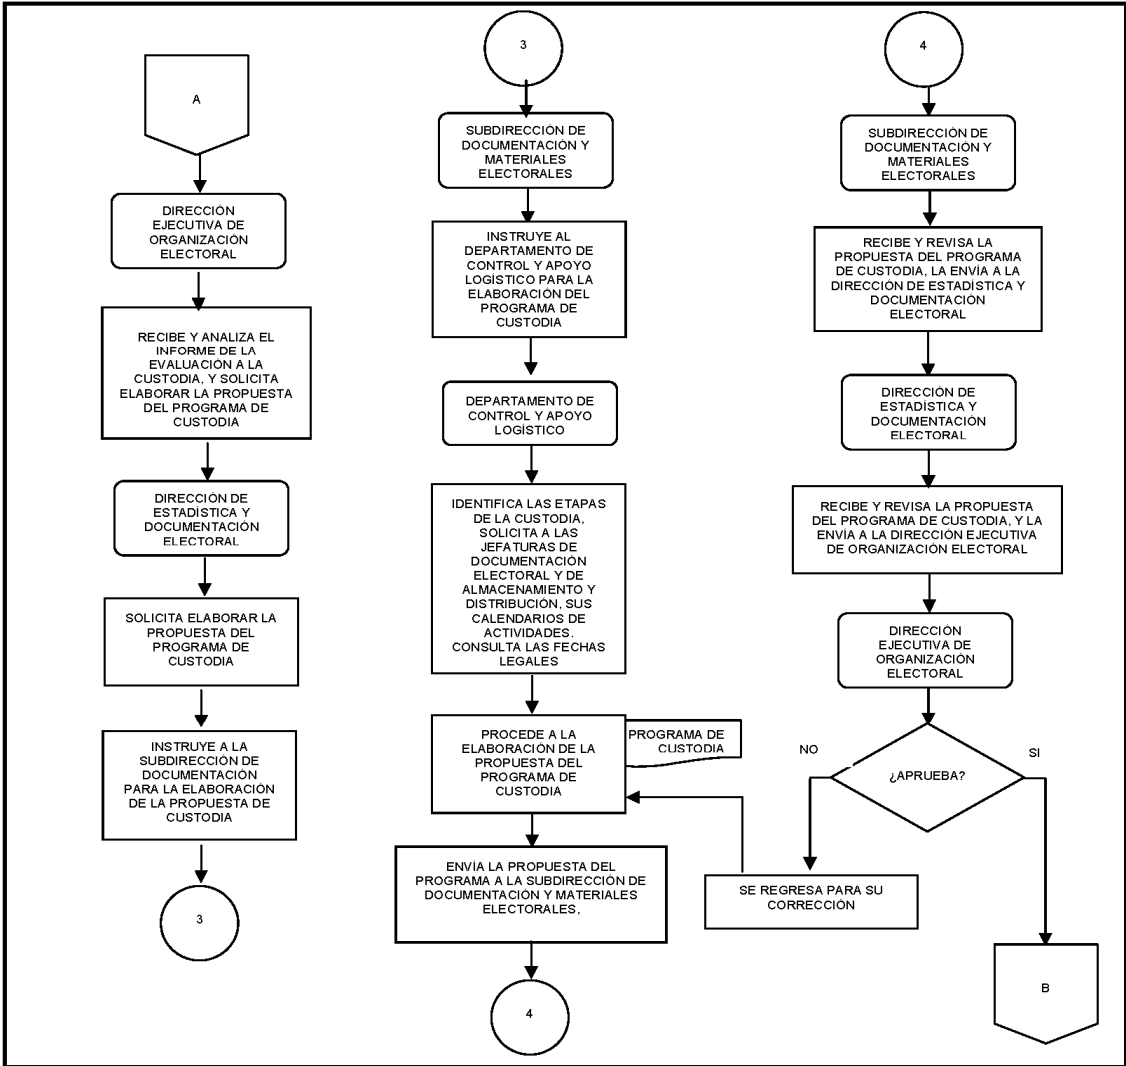 A
DIRECCIÓN
EJECUTIVA DE
ORGANIZACIÓN
ELECTORAL
RECIBE Y ANALIZA EL
INFORME DE LA
EVALUACIÓN A LA
CUSTODIA, Y SOLICITA
ELABORAR LA PROPUESTA
DEL PROGRAMA DE
CUSTODIA
DIRECCIÓN DE
ESTADÍSTICA Y
DOCUMENTACIÓN
ELECTORAL
SOLICITA ELABORAR LA
PROPUESTA DEL
PROGRAMA DE
CUSTODIA
INSTRUYE A LA
SUBDIRECCIÓN DE
DOCUMENTACIÓN
PARA LA ELABORACIÓN
DE LA PROPUESTA DE
CUSTODIA
3
3
SUBDIRECCIÓN DE
DOCUMENTACIÓN Y
MATERIALES
ELECTORALES
INSTRUYE AL
DEPARTAMENTO DE
CONTROL Y APOYO
LOGÍSTICO PARA LA
ELABORACIÓN DEL
PROGRAMA DE
CUSTODIA
DEPARTAMENTO DE
CONTROL Y APOYO
LOGÍSTICO
IDENTIFICA LAS ETAPAS
DE LA CUSTODIA,
SOLICITA A LAS
JEFATURAS DE
DOCUMENTACIÓN
ELECTORAL Y DE
ALMACENAMIENTO Y
DISTRIBUCIÓN, SUS
CALENDARIOS DE
ACTIVIDADES.
CONSULTA LAS FECHAS
LEGALES
PROCEDE A LA
ELABORACIÓN DE LA
PROPUESTA DEL
PROGRAMA DE
CUSTODIA
PROGRAMA DE
CUSTODIA
ENVÍA LA PROPUESTA DEL
PROGRAMA A LA SUBDIRECCIÓN DE
DOCUMENTACIÓN Y MATERIALES
ELECTORALES,
4
4
SUBDIRECCIÓN DE
DOCUMENTACIÓN Y
MATERIALES
ELECTORALES
RECIBE Y REVISA LA
PROPUESTA DEL PROGRAMA
DE CUSTODIA, LA ENVÍA A LA
DIRECCIÓN DE ESTADÍSTICA Y
DOCUMENTACIÓN
ELECTORAL
DIRECCIÓN DE
ESTADÍSTICA Y
DOCUMENTACIÓN
ELECTORAL
RECIBE Y REVISA LA PROPUESTA
DEL PROGRAMA DE CUSTODIA, Y LA
ENVÍA A LA DIRECCIÓN EJECUTIVA
DE ORGANIZACIÓN ELECTORAL
DIRECCIÓN
EJECUTIVA DE
ORGANIZACIÓN
ELECTORAL
NO
SI
¿APRUEBA?
SE REGRESA PARA SU
CORRECCIÓN
B